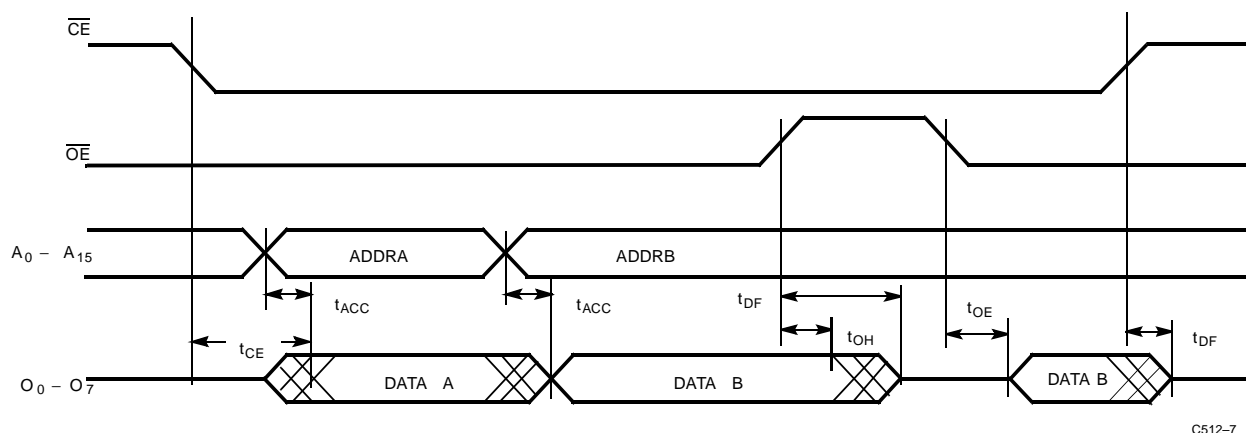 CE
OE
A0 – A15
ADDRA
ADDRB
tACC
tACC
tDF
tOE
tCE
tOH
tDF
O0 – O7
DATA A
DATA B
DATA B
C512–7